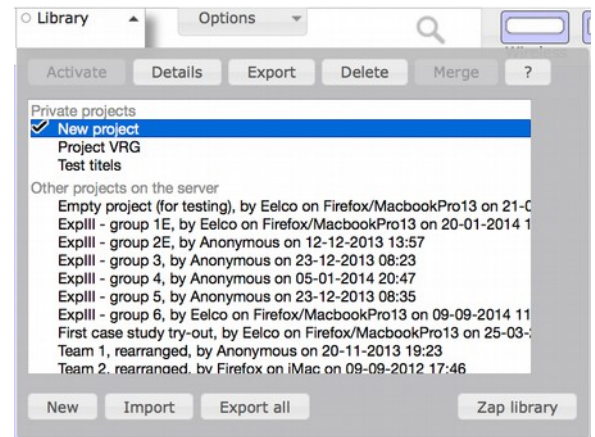 Library
Options
Activate Details Export Delete Merge ?
Private projects
New project
Project VRG
Test titels
Other projects on the server
Empty project (for testing), by Eelco on Firefox/MacbookPro13 on 21-0
ExpIII - group 1E, by Eelco on Firefox/MacbookPro13 on 20-01-2014 1
ExpIII - group 2E, by Anonymous on 12-12-2013 13:57
ExpIII - group 3, by Anonymous on 23-12-2013 08:23
ExpIII - group 4, by Anonymous on 05-01-2014 20:47
ExpIII - group 5, by Anonymous on 23-12-2013 08:35
ExpIII - group 6, by Eelco on Firefox/MacbookPro13 on 09-09-2014 11
First case study try-out, by Eelco on Firefox/MacbookPro13 on 25-03-
Team 1, rearranged, by Anonymous on 20-11-2013 19:23
Team 2, rearranged, by Firefox on iMac on 09-09-2012 17:46
New Import Export all Zap library